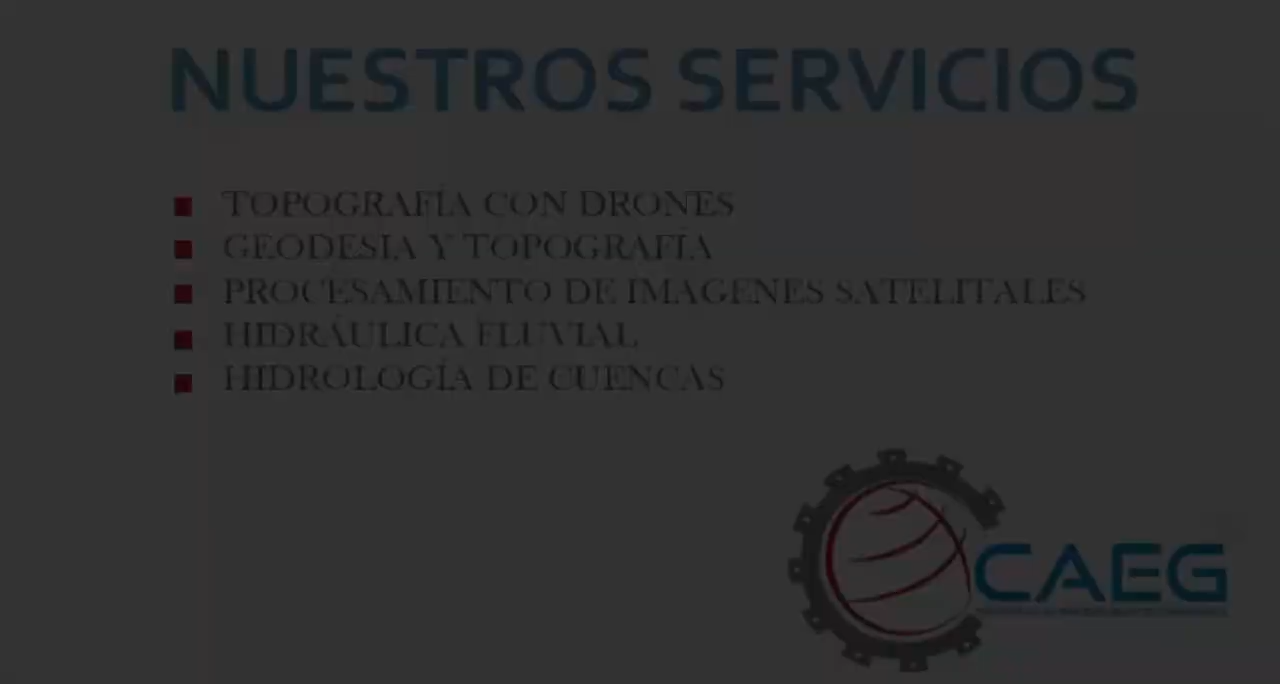 NUESTROS SERVICIOS
TOPOGRAFÍA CON DRONES
GEODESIA Y TOPOGRAFÍA
PROCESAMIENTO DE IMAGENES SATELITALES
HIDRÁULICA FLUVIAL
HIDROLOGÍA DE CUENCAS
CAEG